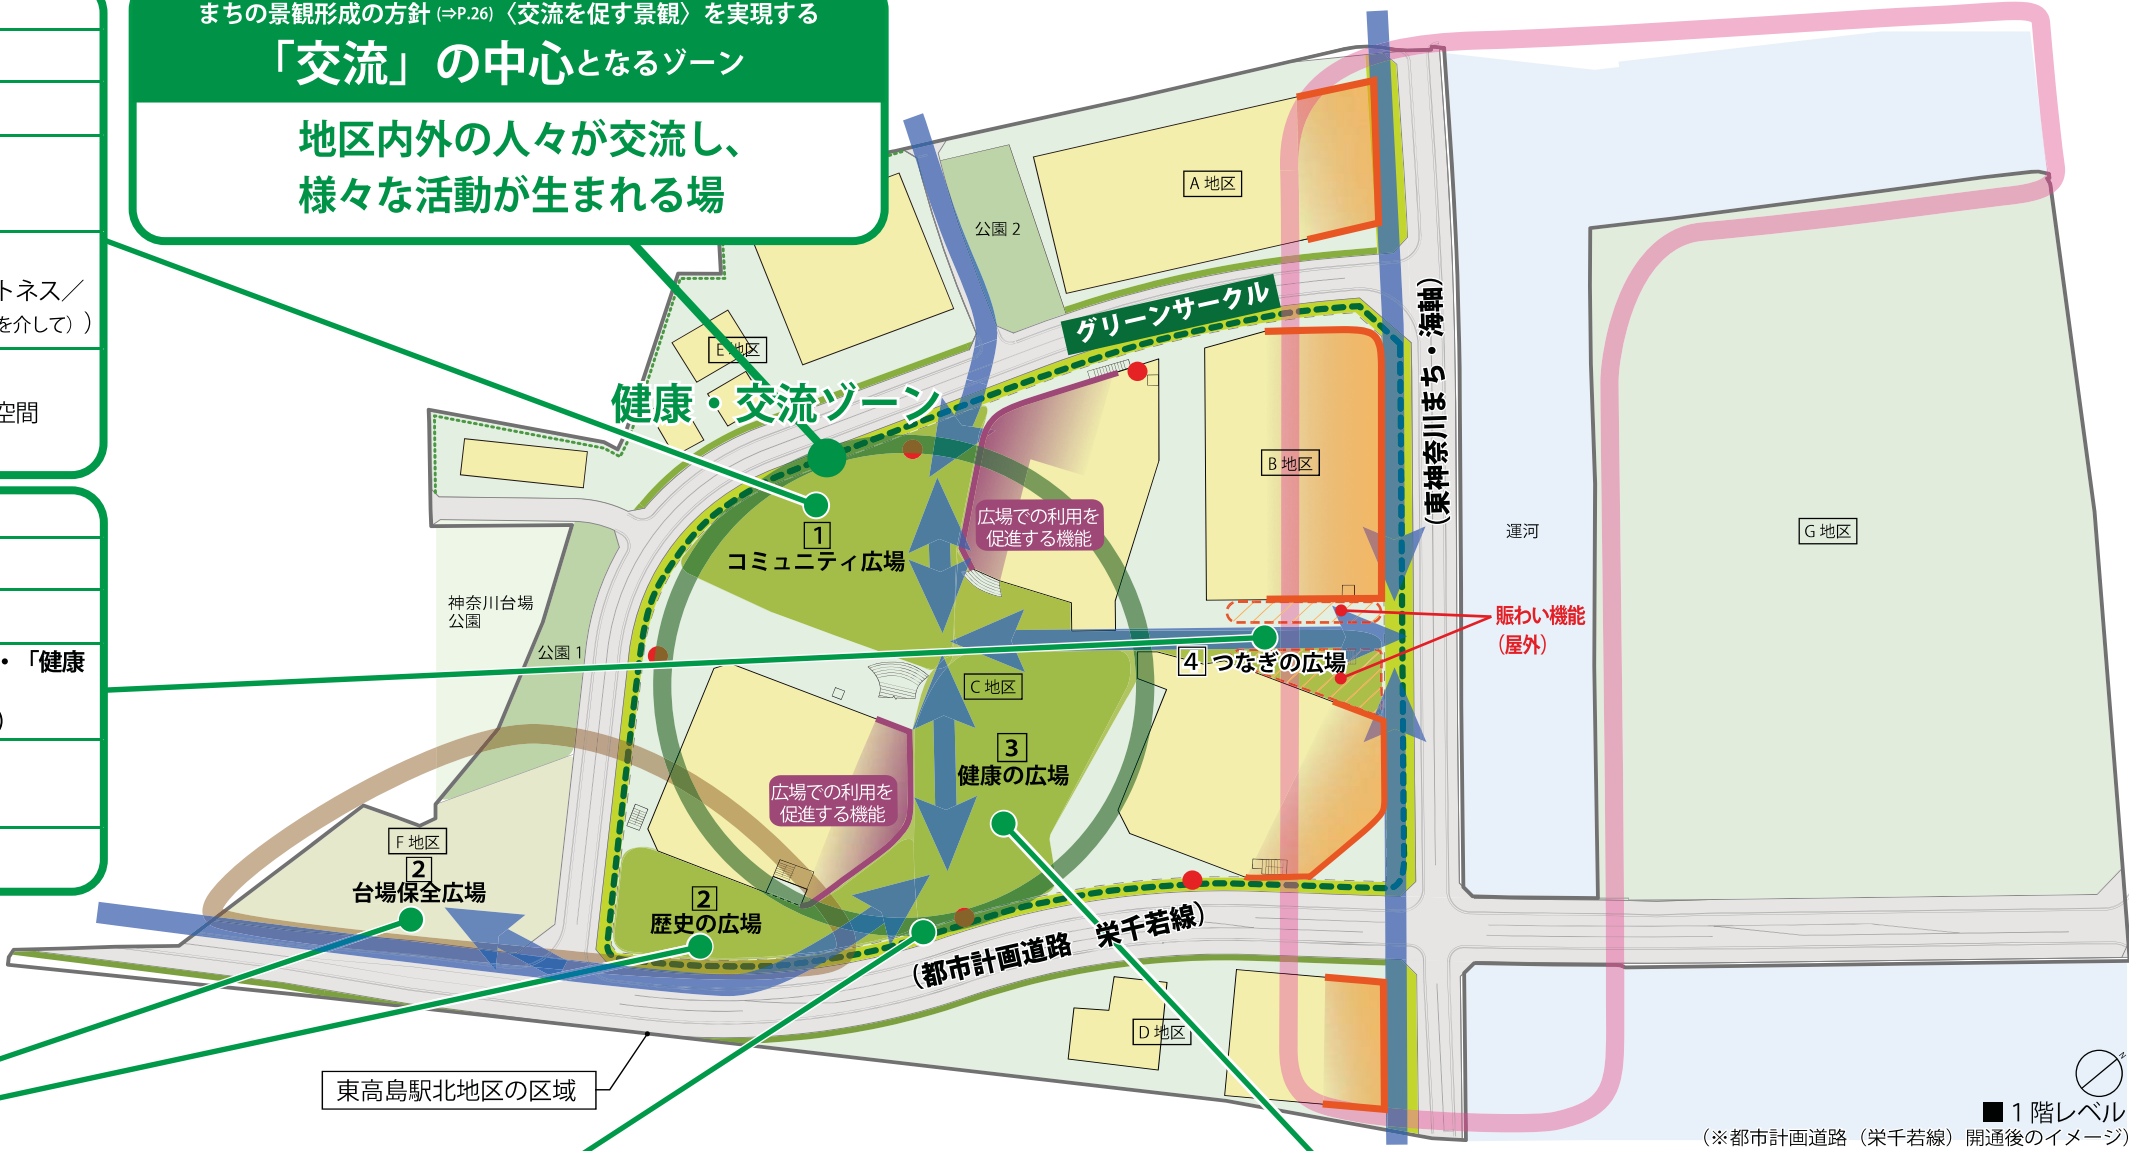 まちの景観形成の方針 (⇒P.26)〈交流を促す景観〉を実現する
「交流」の中心となるゾーン
地区内外の人々が交流し、
様々な活動が生まれる場
トネス／
を介して））
空間
・「健康
）
A 地区
公園 2
グリーンサークル
（東神奈川まち・海軸）
E 地区
健康・交流ゾーン
B 地区
広場での利用を
促進する機能
1
コミュニティ広場
運河
G 地区
神奈川台場
公園
公園 1
賑わい機能
（屋外）
4 つなぎの広場
C 地区
3
健康の広場
広場での利用を
促進する機能
F 地区
2
台場保全広場
2
歴史の広場
（都市計画道路　栄千若線）
D 地区
東高島駅北地区の区域
N
■ 1 階レベル
（※都市計画道路（栄千若線）開通後のイメージ）